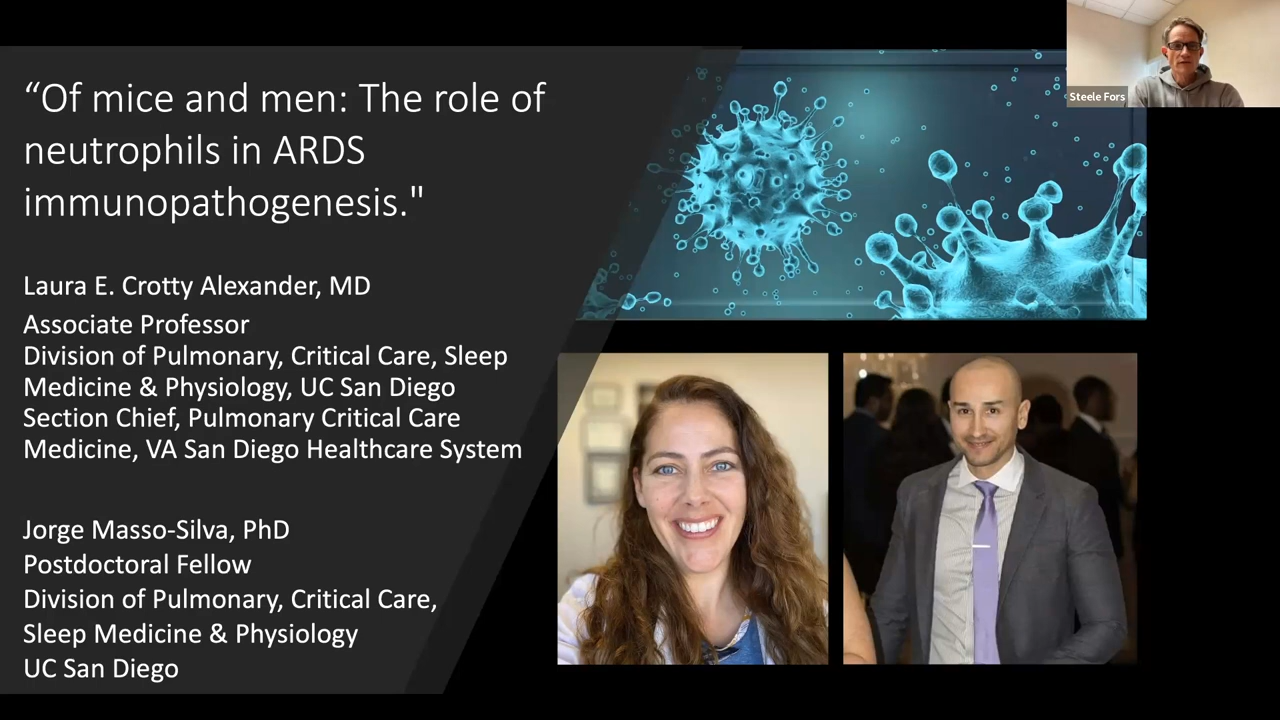 “Of mice and men: The role of
neutrophils in ARDS
immunopathogenesis."
Laura E. Crotty Alexander, MD
Associate Professor
Division of Pulmonary, Critical Care, Sleep
Medicine & Physiology, UC San Diego
Section Chief, Pulmonary Critical Care
Medicine, VA San Diego Healthcare System
Jorge Masso-Silva, PhD
Postdoctoral Fellow
Division of Pulmonary, Critical Care,
Sleep Medicine & Physiology
UC San Diego
Steele Fors